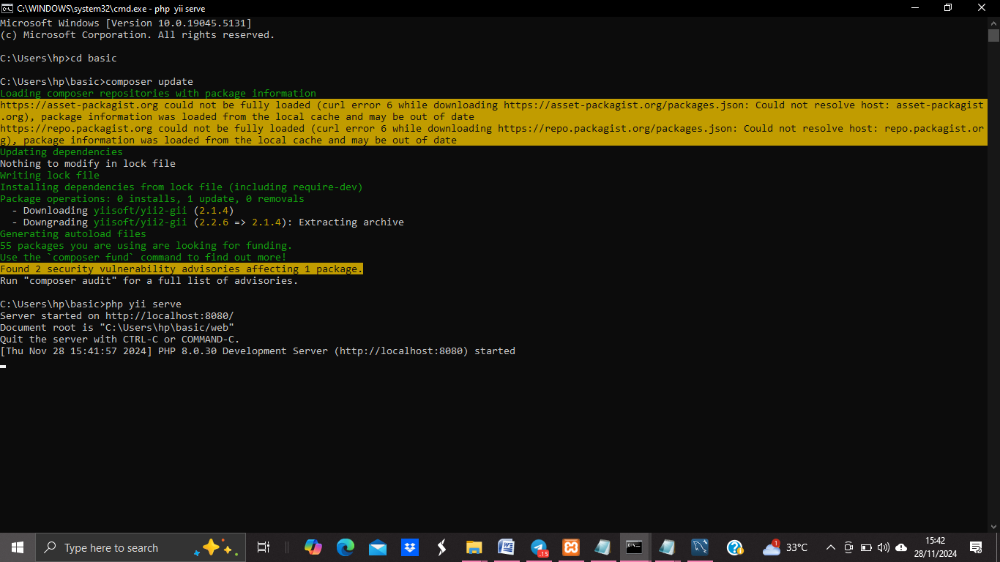 C:\WINDOWS\system32\cmd.exe - php  yii serve
Microsoft Windows [Version 10.0.19045.5131]
(c) Microsoft Corporation. All rights reserved.
C:\Users\hp>cd basic
C:\Users\hp\basic>composer update
Loading composer repositories with package information
https://asset-packagist.org could not be fully loaded (curl error 6 while downloading https://asset-packagist.org/packages.json: Could not resolve host: asset-packagist
.org), package information was loaded from the local cache and may be out of date
https://repo.packagist.org could not be fully loaded (curl error 6 while downloading https://repo.packagist.org/packages.json: Could not resolve host: repo.packagist.or
g), package information was loaded from the local cache and may be out of date
Updating dependencies
Nothing to modify in lock file
Writing lock file
Installing dependencies from lock file (including require-dev)
Package operations: 0 installs, 1 update, 0 removals
  - Downloading yiisoft/yii2-gii (2.1.4)
  - Downgrading yiisoft/yii2-gii (2.2.6 => 2.1.4): Extracting archive
Generating autoload files
55 packages you are using are looking for funding.
Use the `composer fund` command to find out more!
Found 2 security vulnerability advisories affecting 1 package.
Run "composer audit" for a full list of advisories.
C:\Users\hp\basic>php yii serve
Server started on http://localhost:8080/
Document root is "C:\Users\hp\basic/web"
Quit the server with CTRL-C or COMMAND-C.
[Thu Nov 28 15:41:57 2024] PHP 8.0.30 Development Server (http://localhost:8080) started
Type here to search
.15
1
33°C
15:42
28/11/2024